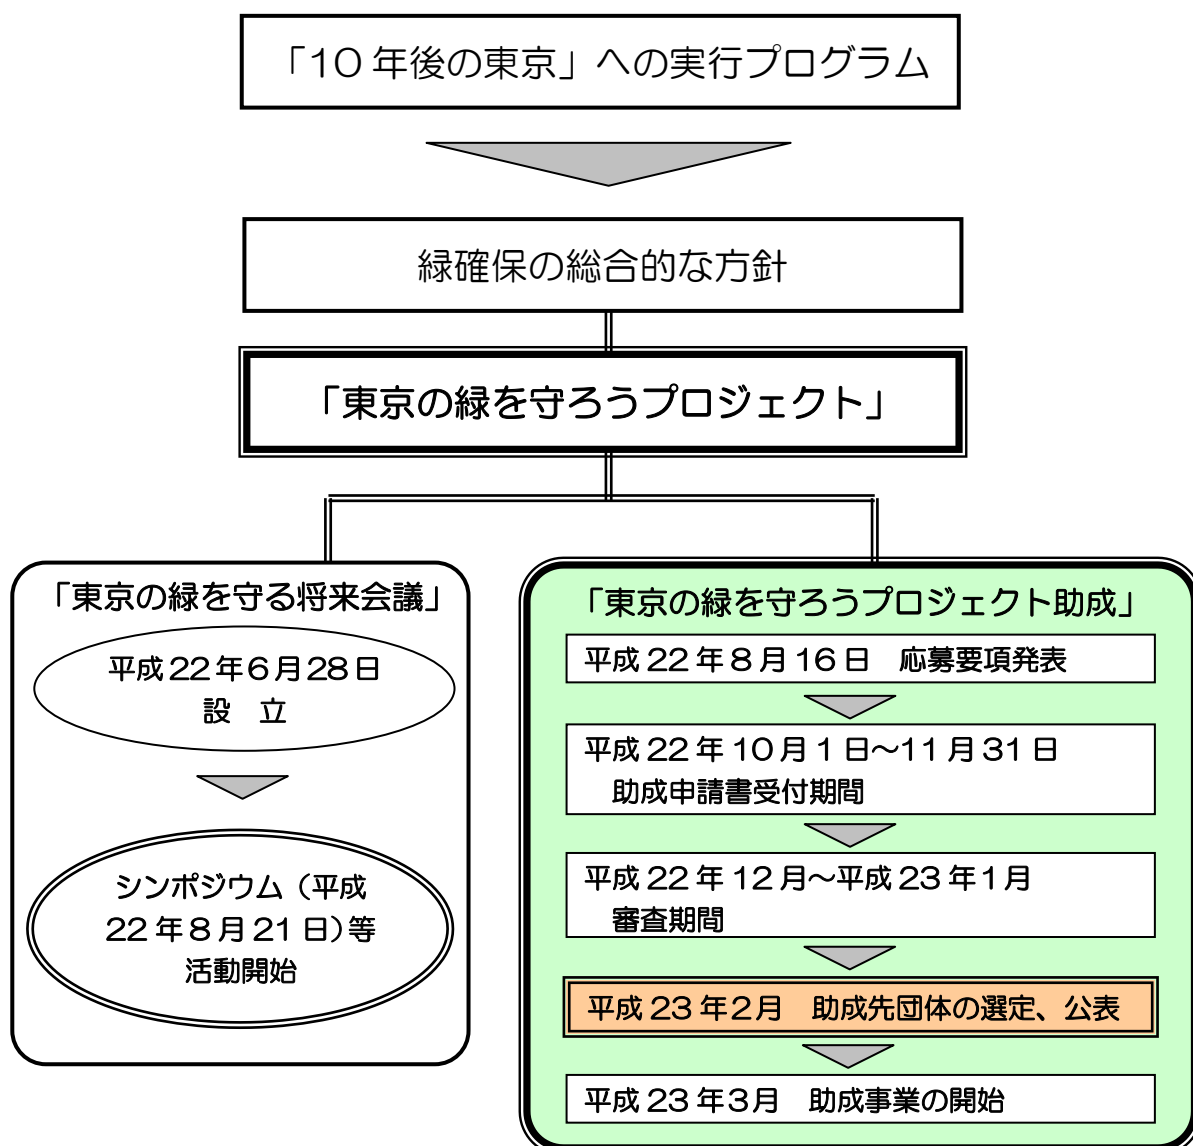 「10年後の東京」への実行プログラム
緑確保の総合的な方針
「東京の緑を守ろうプロジェクト」
「東京の緑を守る将来会議」
平成22年6月28日
設　立
シンポジウム（平成
22年8月21日）等
活動開始
「東京の緑を守ろうプロジェクト助成」
平成22年8月16日　応募要項発表
平成22年10月1日～11月31日
助成申請書受付期間
平成22年12月～平成23年1月
審査期間
平成23年2月　助成先団体の選定、公表
平成23年3月　助成事業の開始